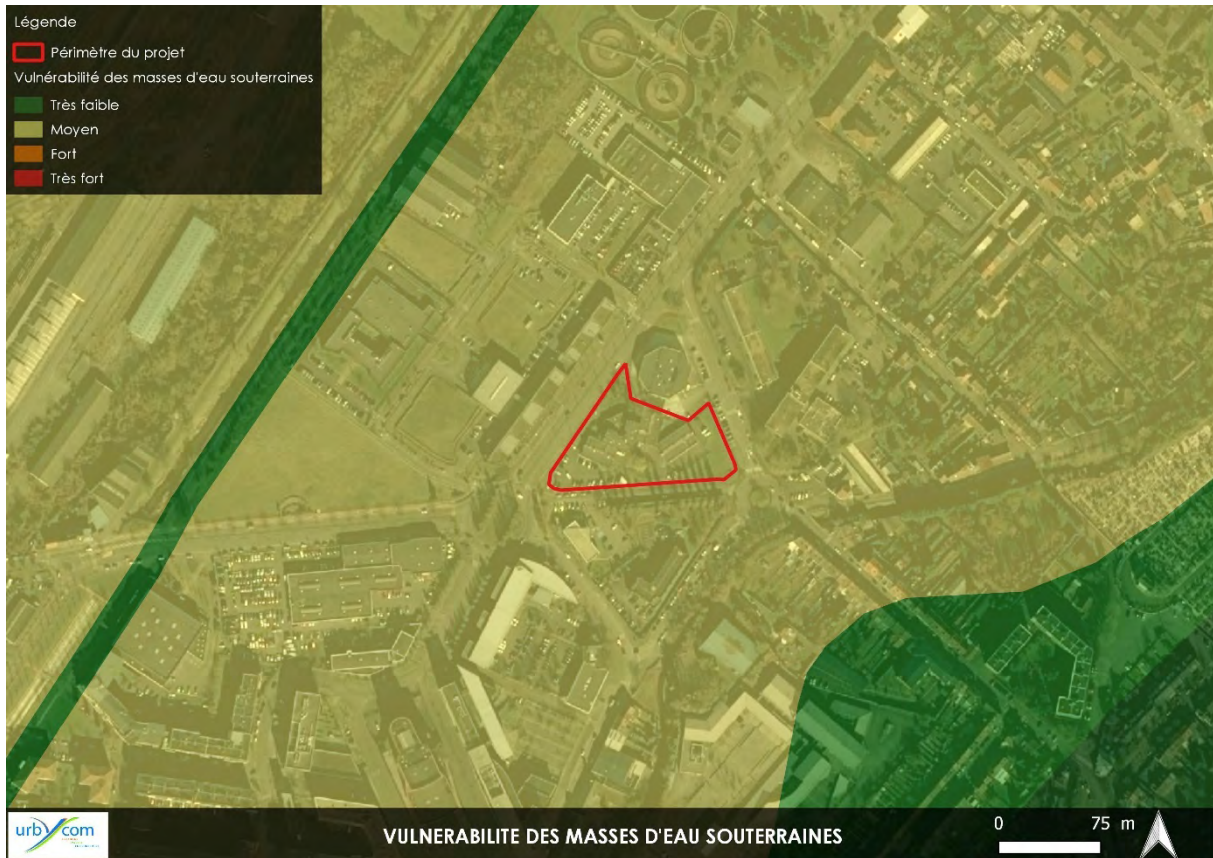 Légende
Périmètre du projet
Vulnérabilité des masses d'eau souterraines
Très faible
Moyen
Fort
Très fort
urbycom
VULNERABILITE DES MASSES D'EAU SOUTERRAINES
0 75 m